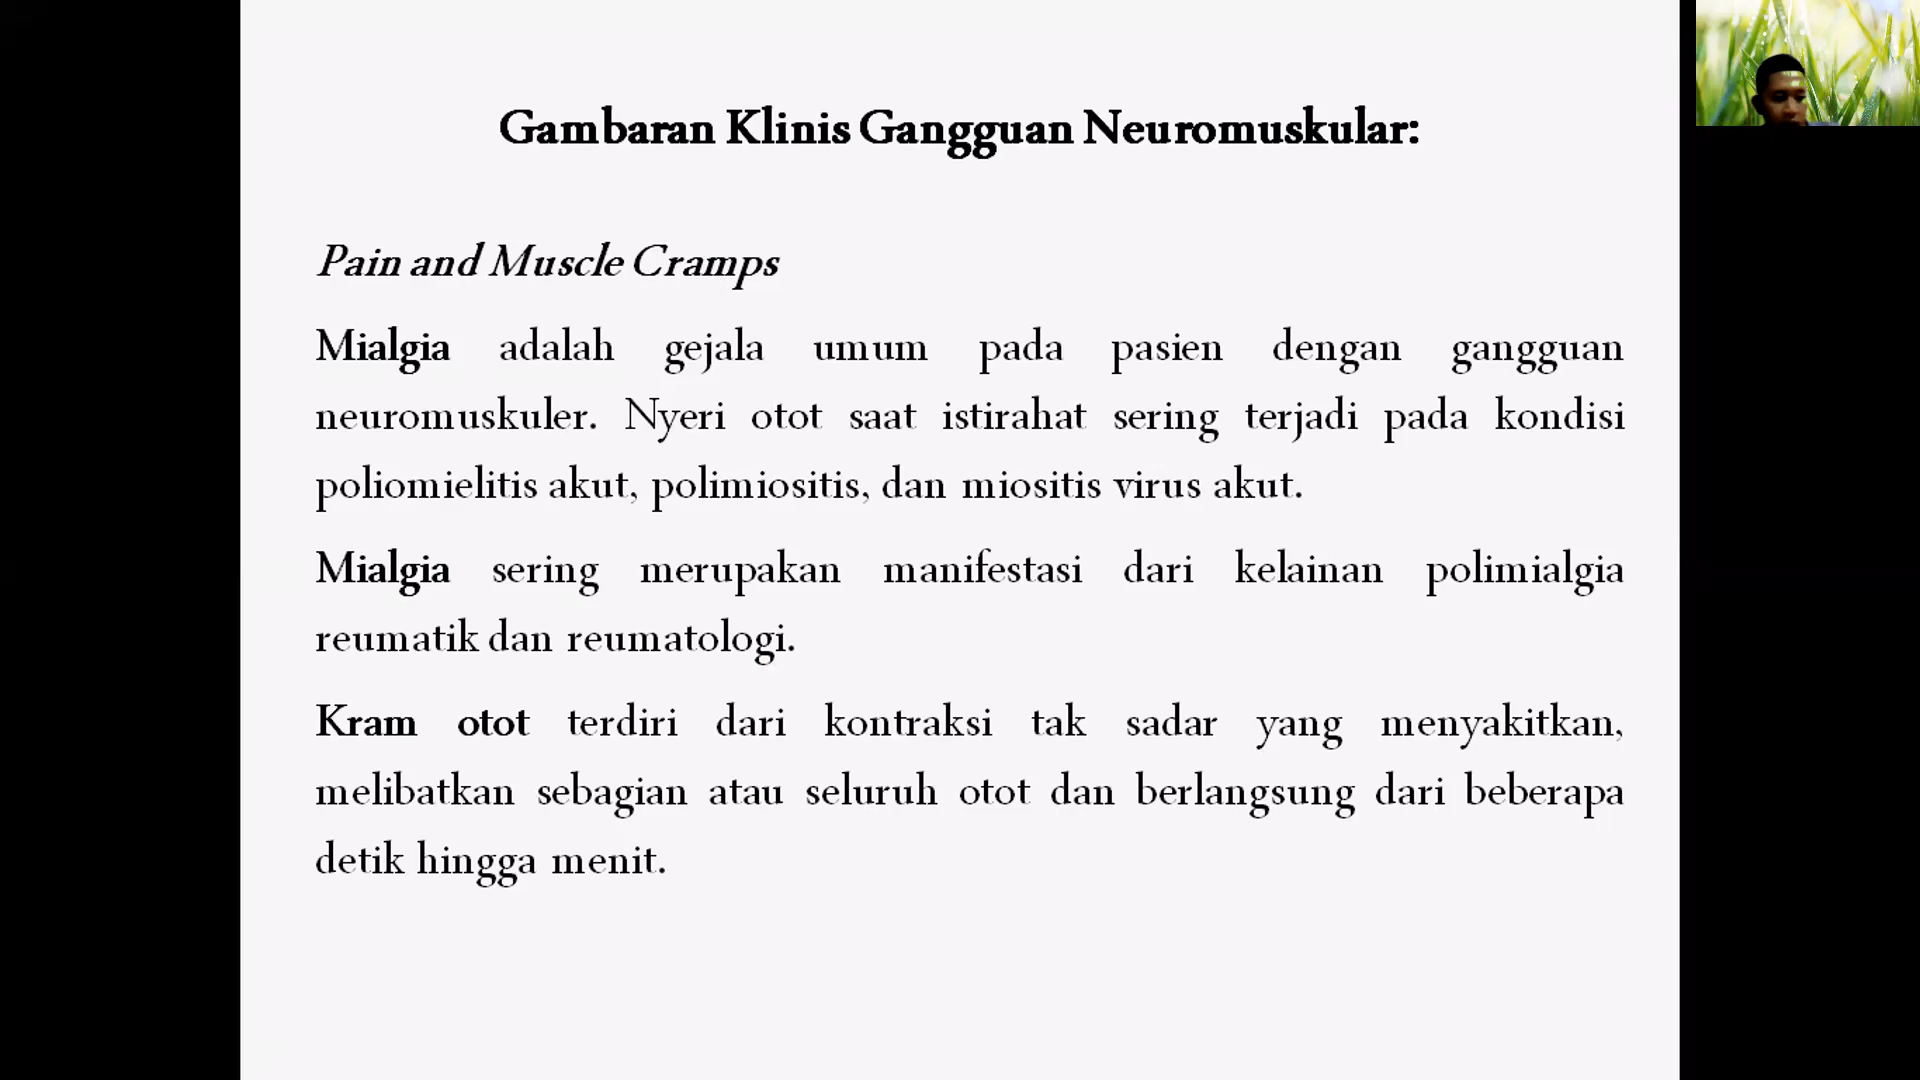 Gambaran Klinis Gangguan Neuromuskular:
Pain and Muscle Cramps
Mialgia adalah gejala umum pada pasien dengan gangguan
neuromuskuler. Nyeri otot saat istirahat sering terjadi pada kondisi
poliomielitis akut, polimiositis, dan miositis virus akut.
Mialgia sering merupakan manifestasi dari kelainan polimialgia
reumatik dan reumatologi.
Kram otot terdiri dari kontraksi tak sadar yang menyakitkan,
melibatkan sebagian atau seluruh otot dan berlangsung dari beberapa
detik hingga menit.